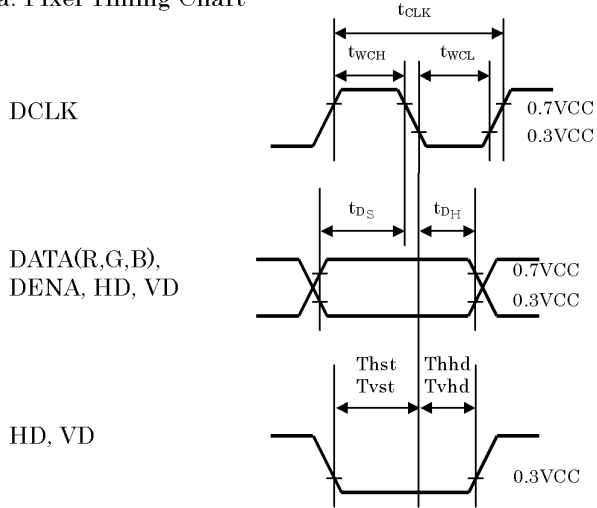 a. Pixel Timing Chart
tCLK
tWCH
tWCL
DCLK
0.7VCC
0.3VCC
tDS
tDH
DATA(R,G,B),
DENA, HD, VD
0.7VCC
0.3VCC
Thst
Tvst
Thhd
Tvhd
HD, VD
0.3VCC